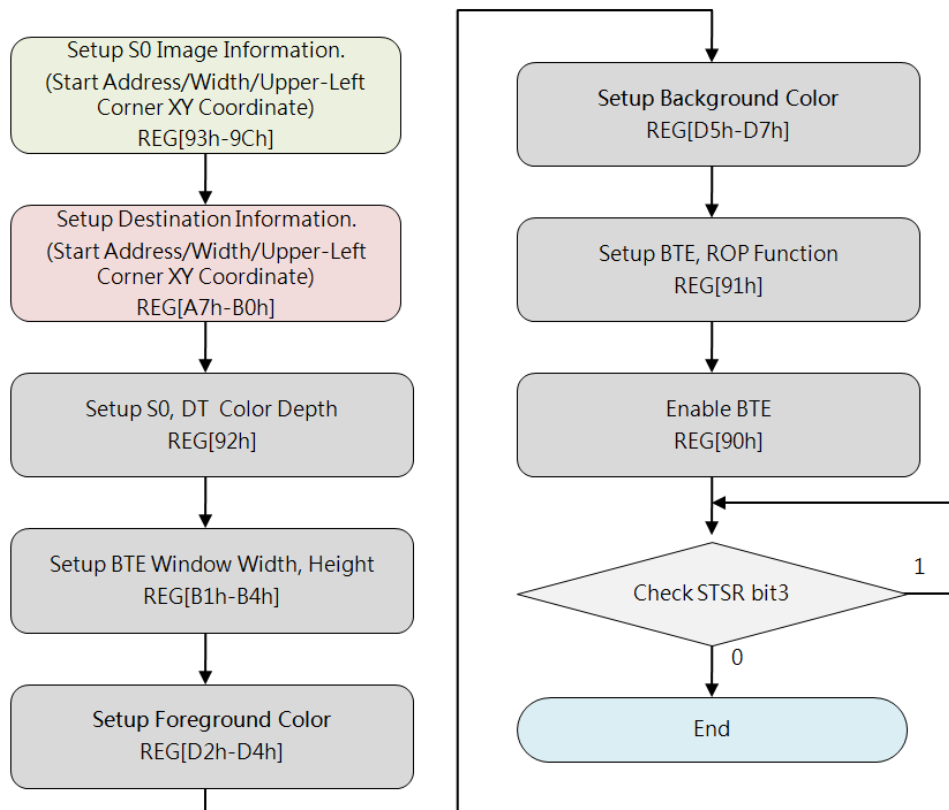 Setup S0 Image Information.
(Start Address/Width/Upper-Left
Corner XY Coordinate)
REG[93h-9Ch]
Setup Destination Information.
(Start Address/Width/Upper-Left
Corner XY Coordinate)
REG[A7h-B0h]
Setup S0, DT  Color Depth
REG[92h]
Setup BTE Window Width, Height
REG[B1h-B4h]
Setup Foreground Color
REG[D2h-D4h]
Setup Background Color
REG[D5h-D7h]
Setup BTE, ROP Function
REG[91h]
Enable BTE
REG[90h]
Check STSR bit3
1
0
End